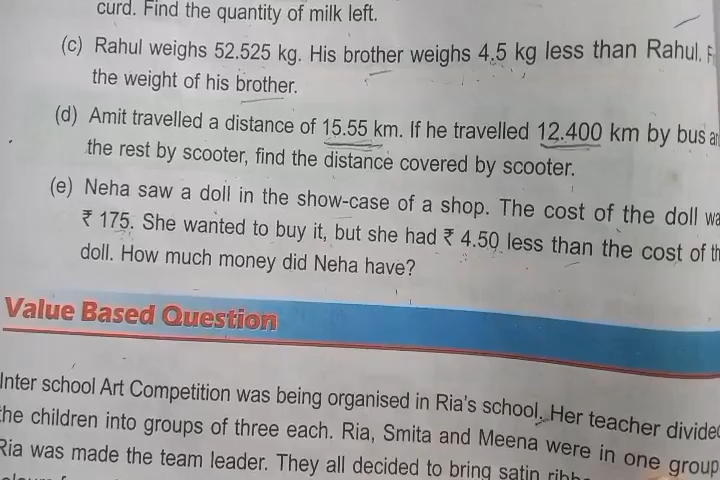 curd. Find the quantity of milk left.
(c) Rahul weighs 52.525 kg. His brother weighs 4.5 kg less than Rahul.
the weight of his brother.
(d) Amit travelled a distance of 15.55 km. If he travelled 12.400 km by bus
the rest by scooter, find the distance covered by scooter.
(e) Neha saw a doll in the show-case of a shop. The cost of the doll
₹ 175. She wanted to buy it, but she had ₹ 4.50 less than the cost of
doll. How much money did Neha have?
Value Based Question
Inter school Art Competition was being organised in Ria's school. Her teacher divided
the children into groups of three each. Ria, Smita and Meena were in one group
Ria was made the team leader. They all decided to bring satin